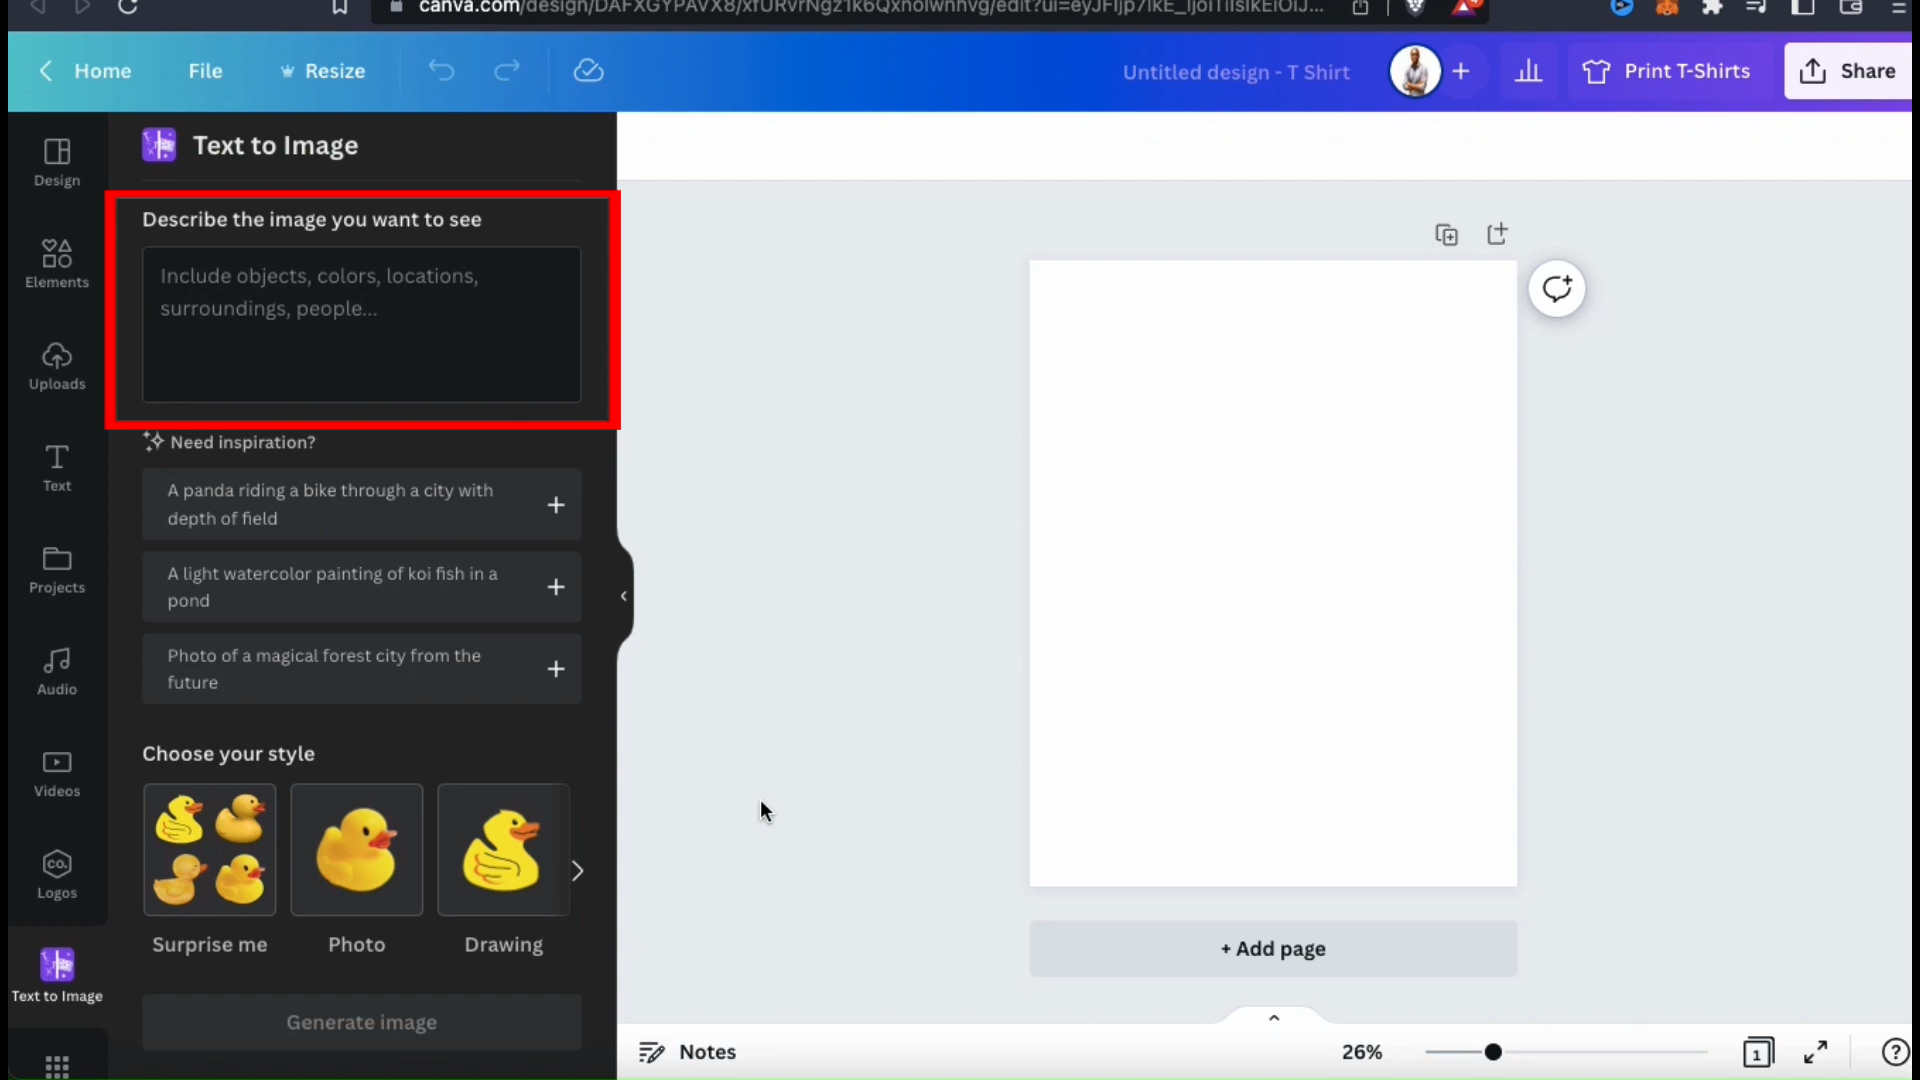 Home
File
Resize
Untitled design - T Shirt
Print T-Shirts
Share
Design
Elements
Uploads
Text
Projects
Audio
Videos
CO.
Logos
Text to Image
Text to Image
Describe the image you want to see
Include objects, colors, locations,
surroundings, people...
Need inspiration?
A panda riding a bike through a city with
depth of field
A light watercolor painting of koi fish in a
pond
Photo of a magical forest city from the
future
Choose your style
Surprise me
Photo
Drawing
Generate image
+ Add page
Notes
26%
1